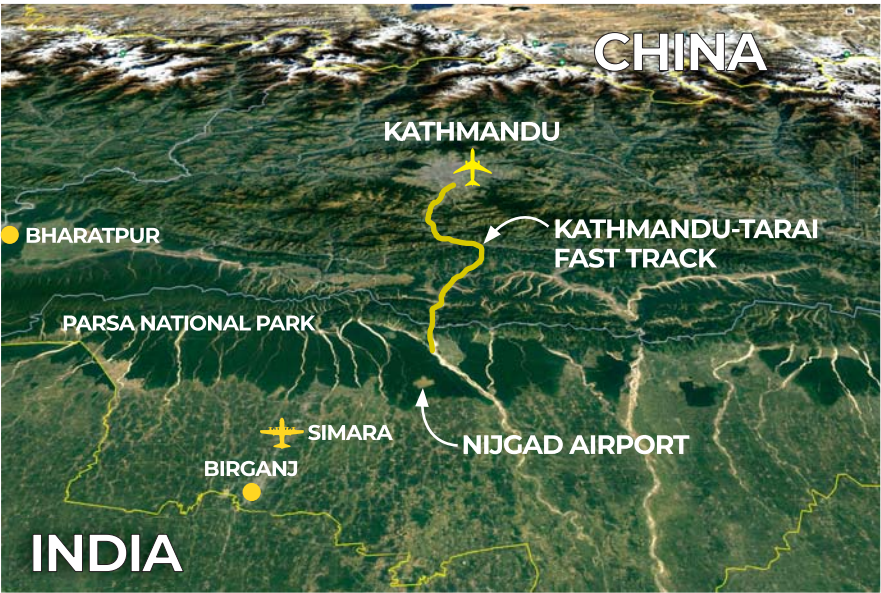 CHINA
KATHMANDU
BHARATPUR
KATHMANDU-TARAI
FAST TRACK
PARSA NATIONAL PARK
SIMARA
NIJGAD AIRPORT
BIRGANJ
INDIA